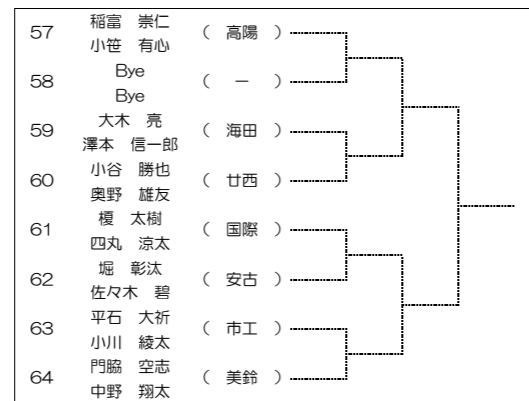 57 稲富 崇仁 ( 高陽 )
小笹 有心
58 Bye ( ー )
Bye
59 大木 亮 ( 海田 )
澤本 信一郎
60 小谷 勝也 ( 廿西 )
奥野 雄友
61 榎 太樹 ( 国際 )
四丸 涼太
62 堀 彰汰 ( 安古 )
佐々木 碧
63 平石 大祈 ( 市工 )
小川 綾太
64 門脇 空志 ( 美鈴 )
中野 翔太